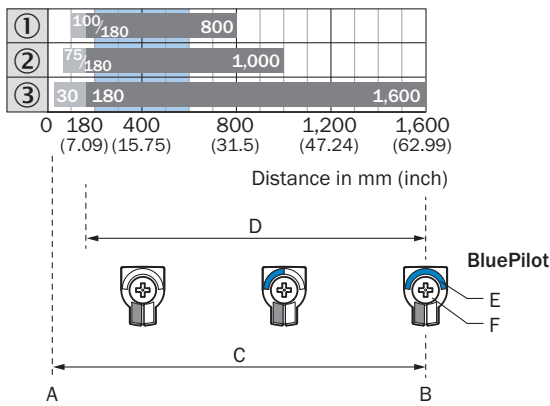 ① 100/180 800
② 75/180 1,000
③ 30 180 1,600
0 180 400 800 1,200 1,600
(7.09) (15.75) (31.5) (47.24) (62.99)
Distance in mm (inch)
D
BluePilot
E
F
C
A B